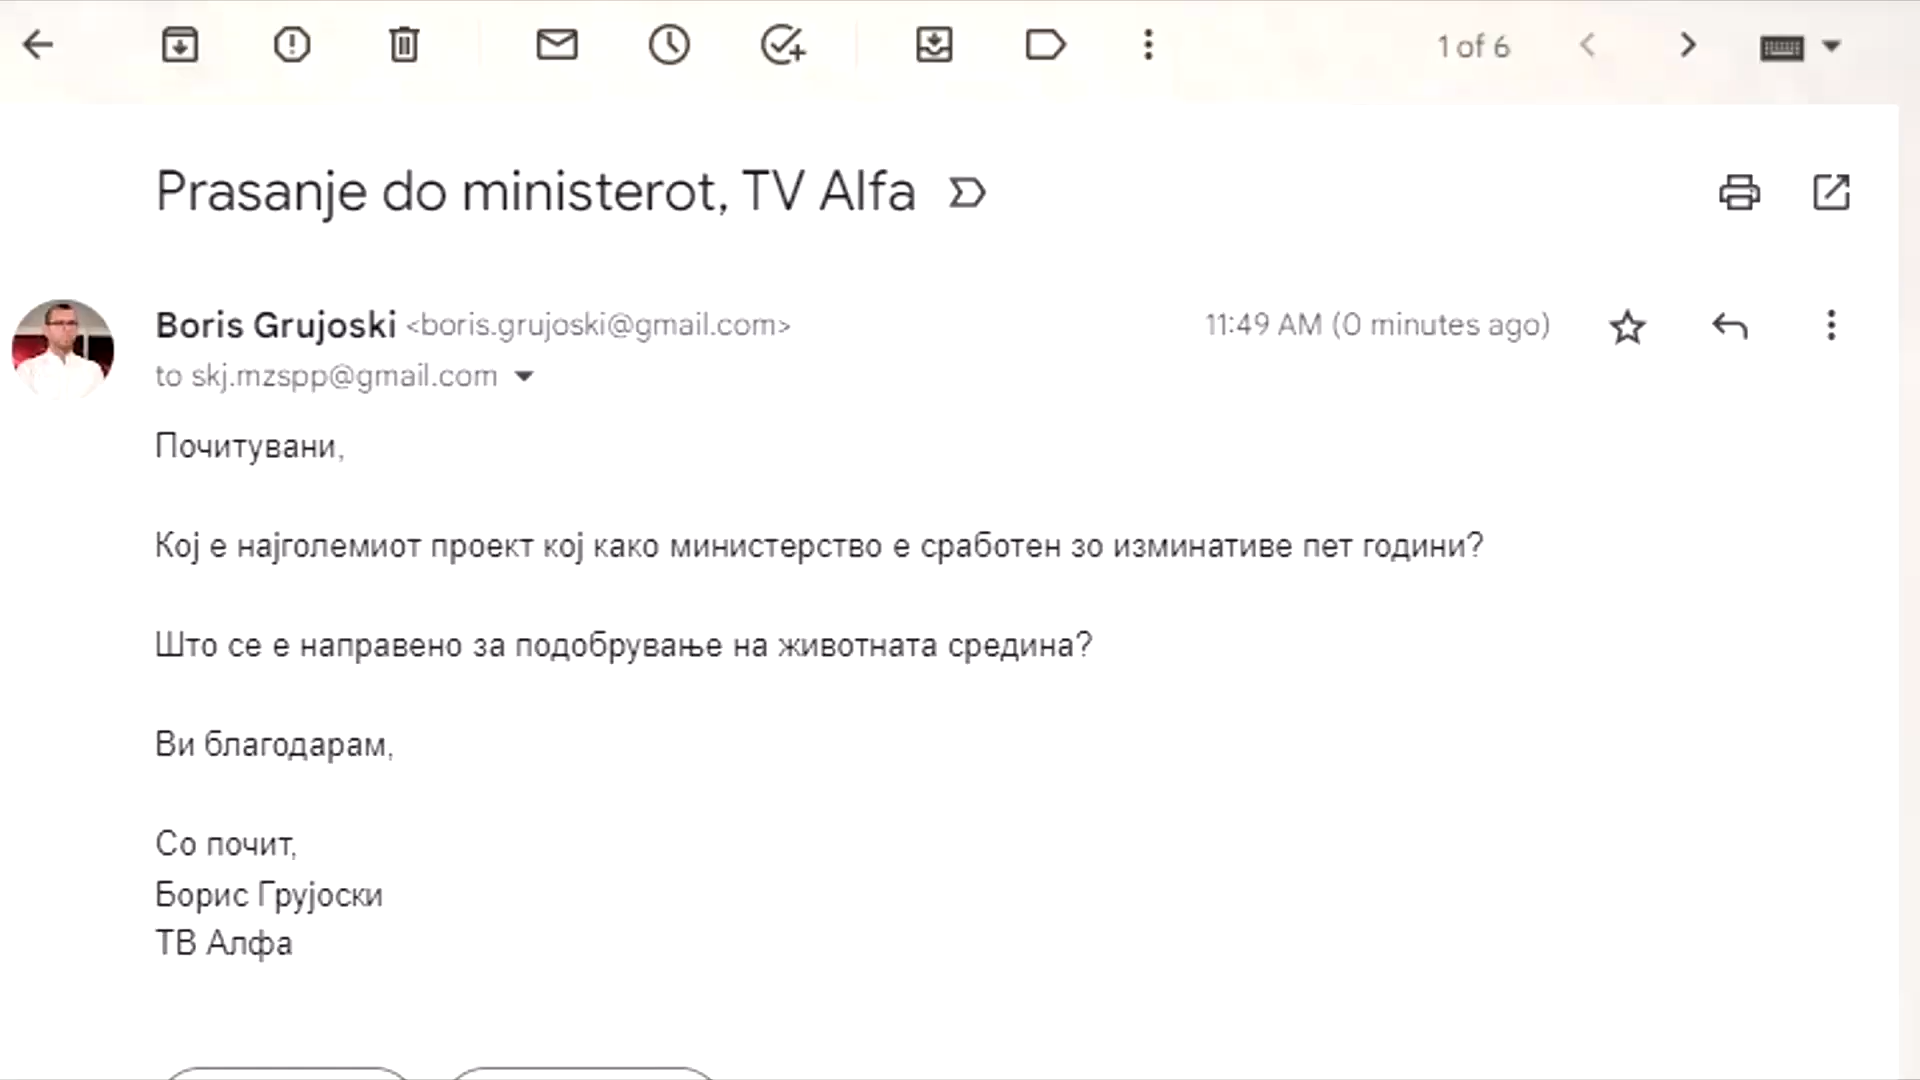 1 of 6
Prasanje do ministerot, TV Alfa
Boris Grujoski <boris.grujoski@gmail.com> 11:49 AM (0 minutes ago)
to skj.mzspp@gmail.com
Почитувани,
Кој е најголемиот проект кој како министерство е сработен зо изминативе пет години?
Што се е направено за подобрување на животната средина?
Ви благодарам,
Со почит,
Борис Грујоски
ТВ Алфа